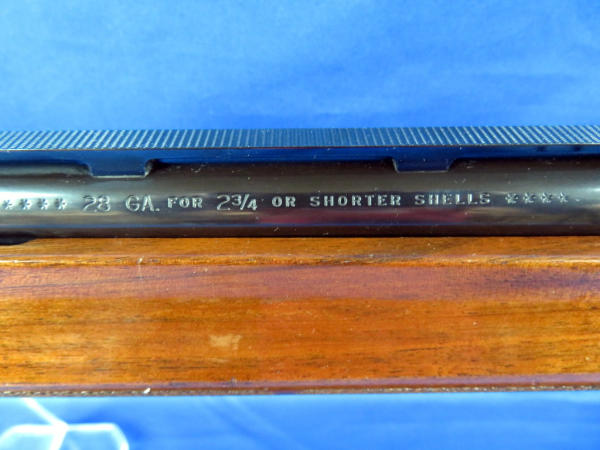 **** 28 GA. FOR 2¾ OR SHORTER SHELLS ****